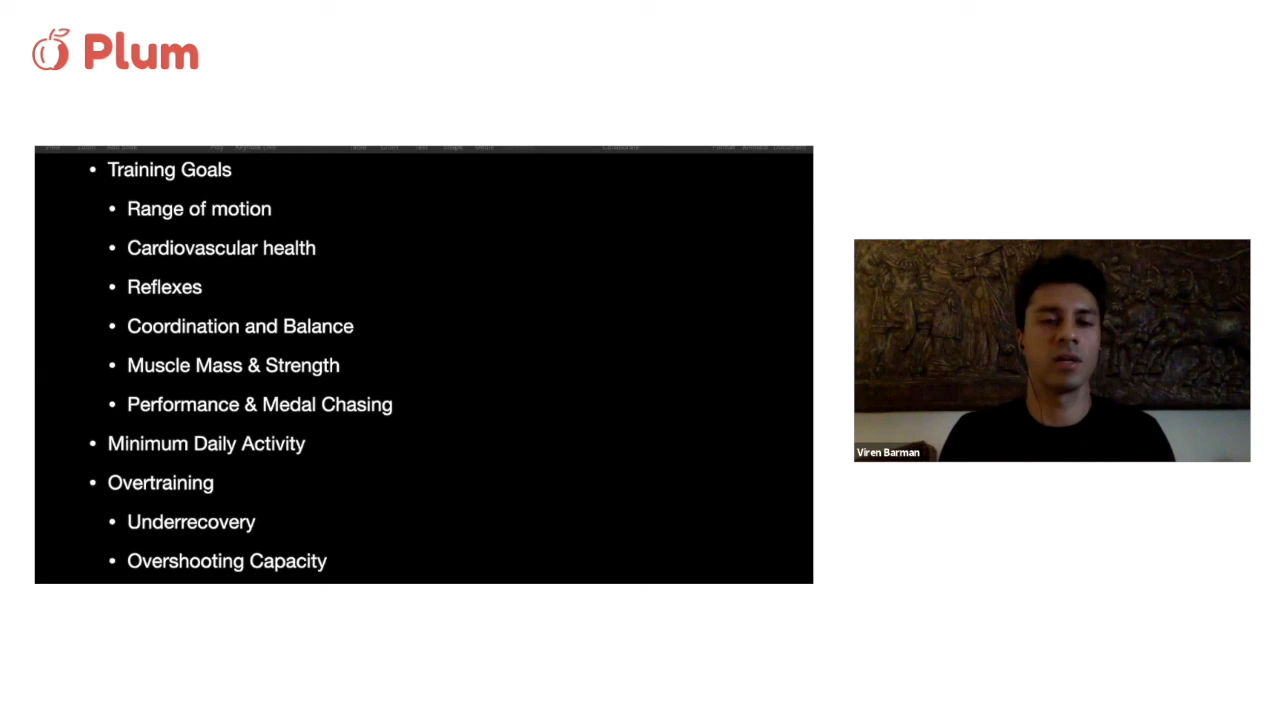 Plum
Training Goals
Range of motion
Cardiovascular health
Reflexes
Coordination and Balance
Muscle Mass & Strength
Performance & Medal Chasing
Minimum Daily Activity
Overtraining
Underrecovery
Overshooting Capacity
Viren Barman